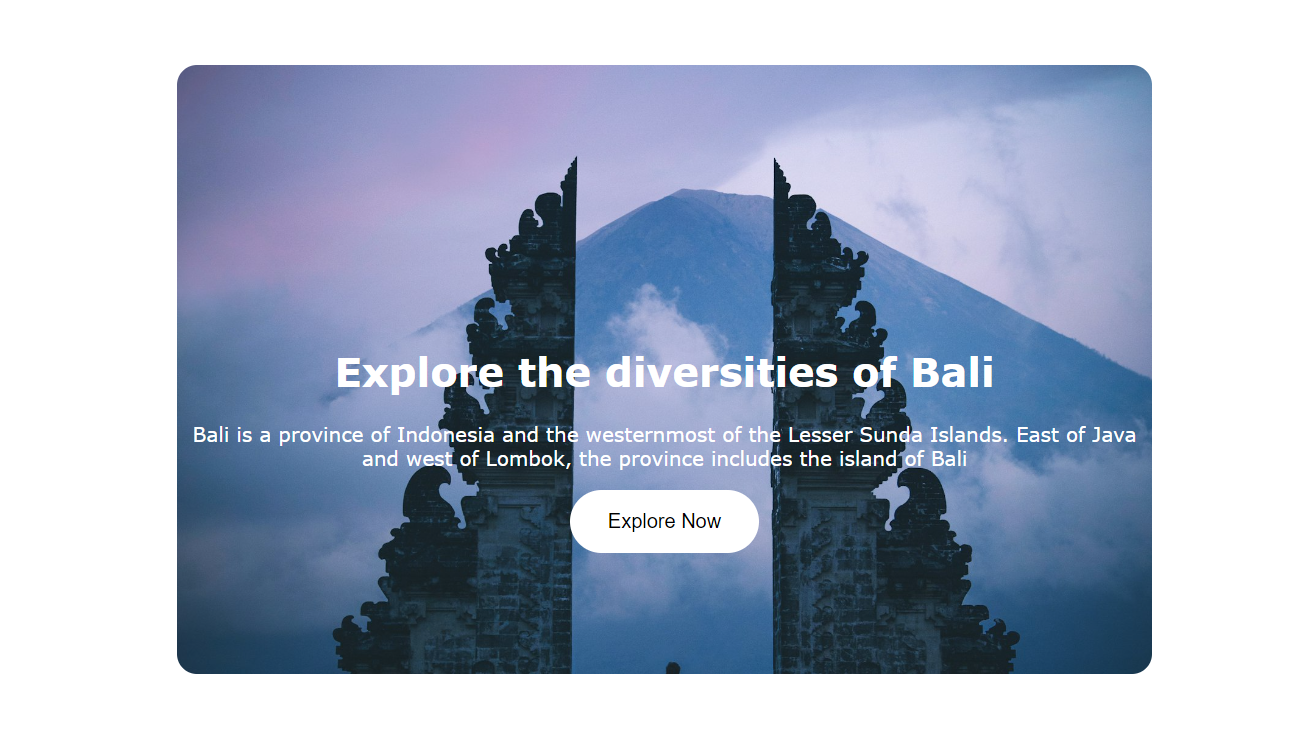 Explore the diversities of Bali
Bali is a province of Indonesia and the westernmost of the Lesser Sunda Islands. East of Java
and west of Lombok, the province includes the island of Bali
Explore Now